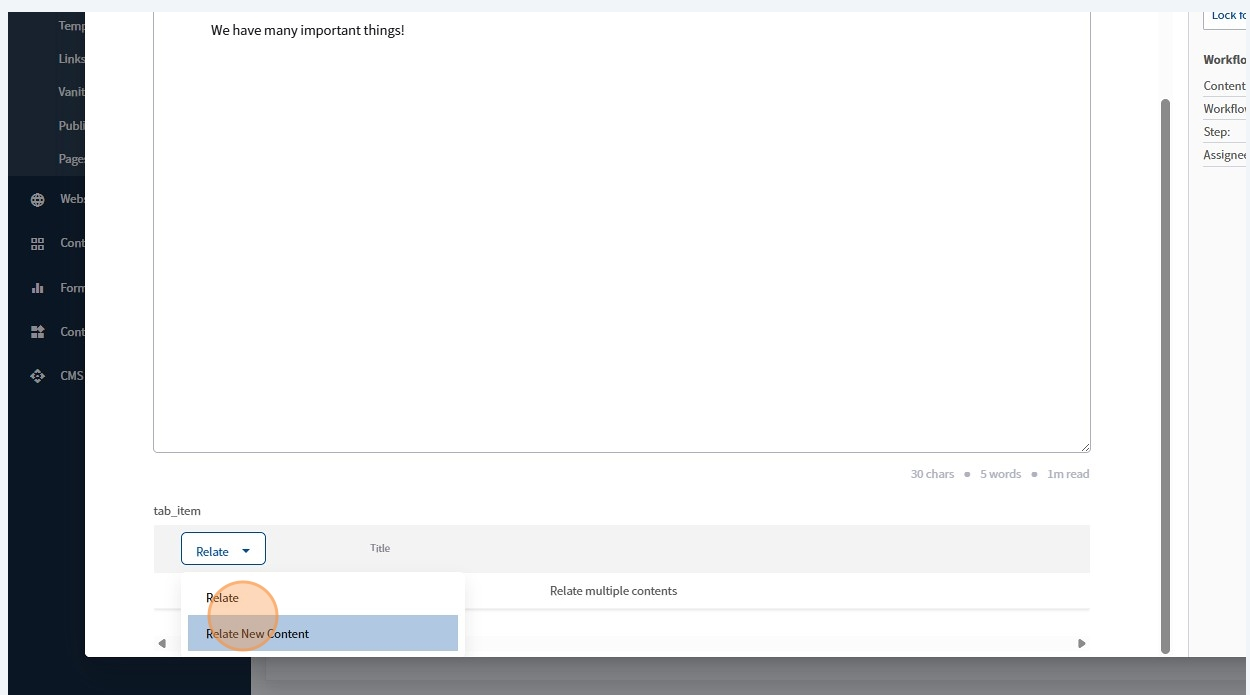 Temp
Links
Vanit
Publi
Pages
Webs
Cont
Form
Cont
CMS
We have many important things!
30 chars ● 5 words ● 1m read
tab_item
Relate
Title
Relate
Relate multiple contents
Relate New Content
Lock fo
Workflo
Content
Workflow
Step:
Assignee